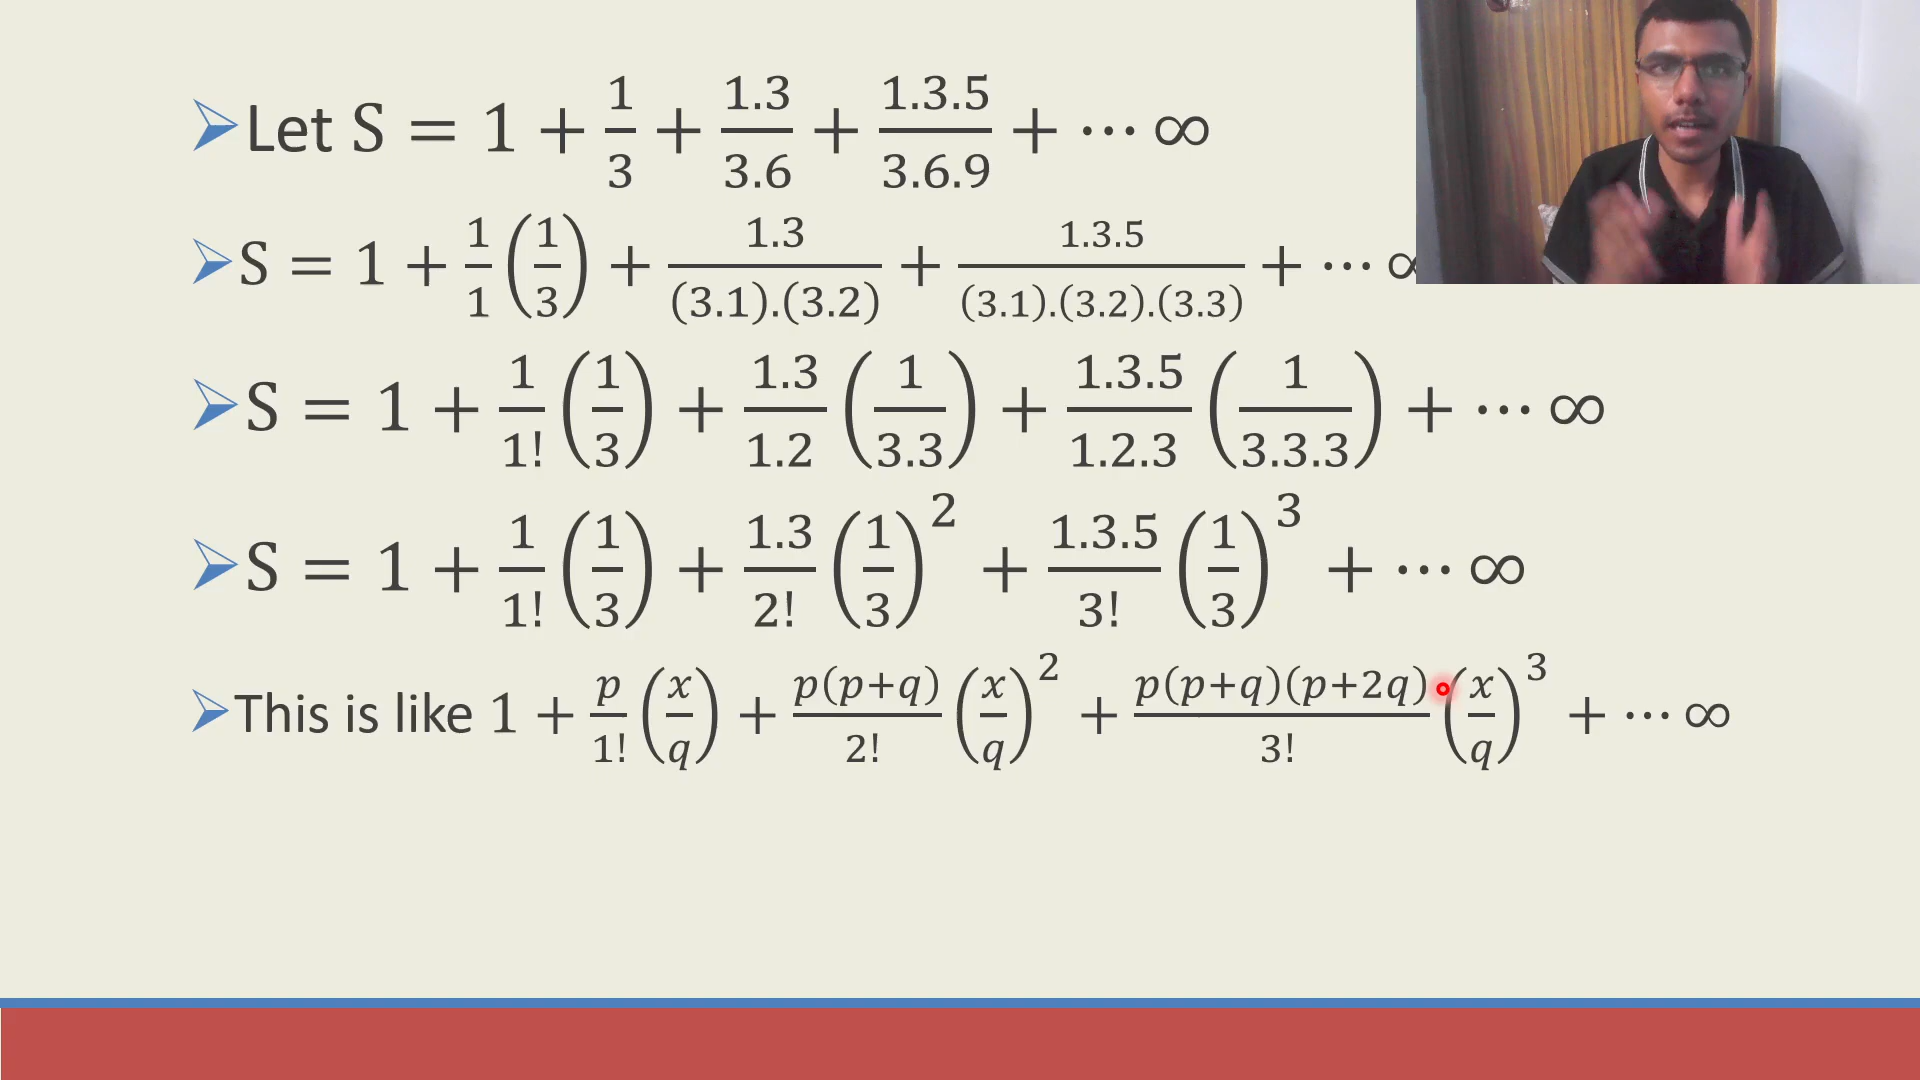 Let S = 1 + 1/3 + 1.3/3.6 + 1.3.5/3.6.9 + ⋯ ∞
S = 1 + 1/1 (1/3) + 1.3/((3.1).(3.2)) + 1.3.5/((3.1).(3.2).(3.3)) + ⋯ ∞
S = 1 + 1/1! (1/3) + 1.3/1.2 (1/3.3) + 1.3.5/1.2.3 (1/3.3.3) + ⋯ ∞
S = 1 + 1/1! (1/3) + 1.3/2! (1/3)² + 1.3.5/3! (1/3)³ + ⋯ ∞
This is like 1 + p/1! (x/q) + p(p+q)/2! (x/q)² + p(p+q)(p+2q)/3! (x/q)³ + ⋯ ∞